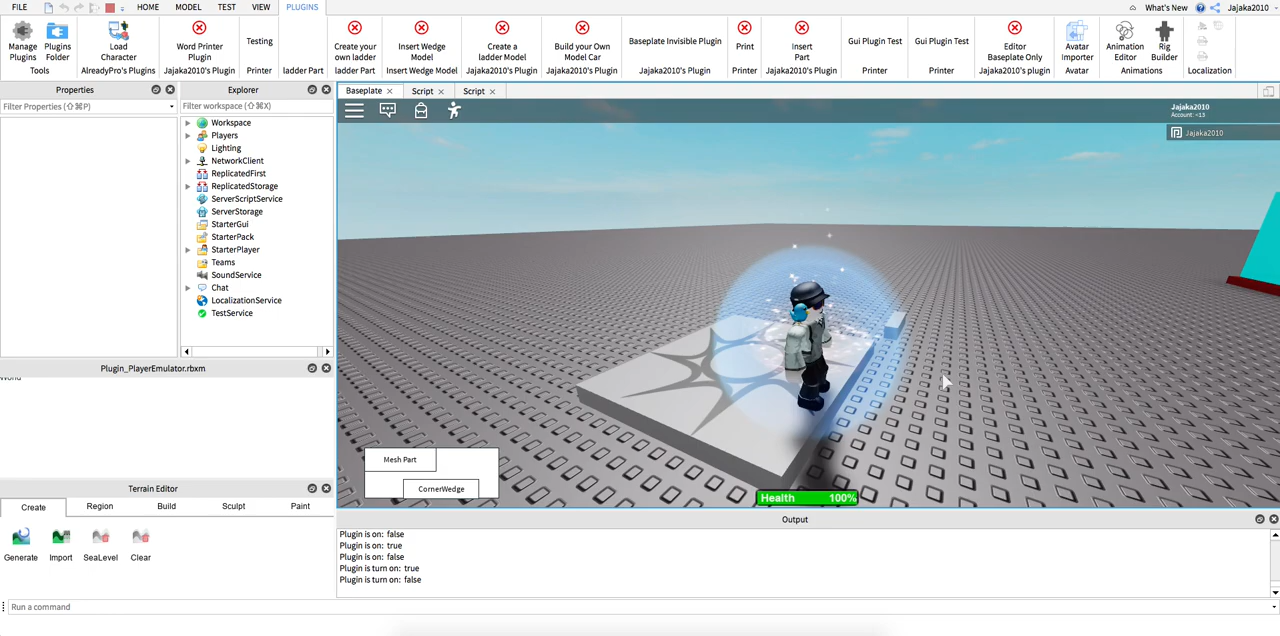 FILE
HOME
MODEL
TEST
VIEW
PLUGINS
What's New
Jajaka2010
Manage Plugins
Plugins Folder
Tools
Load Character
AlreadyPro's Plugins
Word Printer Plugin
Jajaka2010's Plugin
Testing
Printer
Create your own ladder
ladder Part
Insert Wedge Model
Insert Wedge Model
Create a ladder Model
Jajaka2010's Plugin
Build your Own Model Car
Jajaka2010's Plugin
Baseplate Invisible Plugin
Jajaka2010's Plugin
Print
Printer
Insert Part
Jajaka2010's Plugin
Gui Plugin Test
Printer
Gui Plugin Test
Printer
Editor Baseplate Only
Jajaka2010's plugin
Avatar Importer
Avatar
Animation Editor
Rig Builder
Animations
Localization
Properties
Filter Properties (⇧⌘P)
Explorer
Filter workspace (⇧⌘X)
Workspace
Players
Lighting
NetworkClient
ReplicatedFirst
ReplicatedStorage
ServerScriptService
ServerStorage
StarterGui
StarterPack
StarterPlayer
Teams
SoundService
Chat
LocalizationService
TestService
Plugin_PlayerEmulator.rbxm
Terrain Editor
Create
Region
Build
Sculpt
Paint
Generate
Import
SeaLevel
Clear
Baseplate
Script
Script
Jajaka2010
Account: <13
Jajaka2010
Mesh Part
CornerWedge
Health 100%
Output
Plugin is on: false
Plugin is on: true
Plugin is on: false
Plugin is turn on: true
Plugin is turn on: false
Run a command